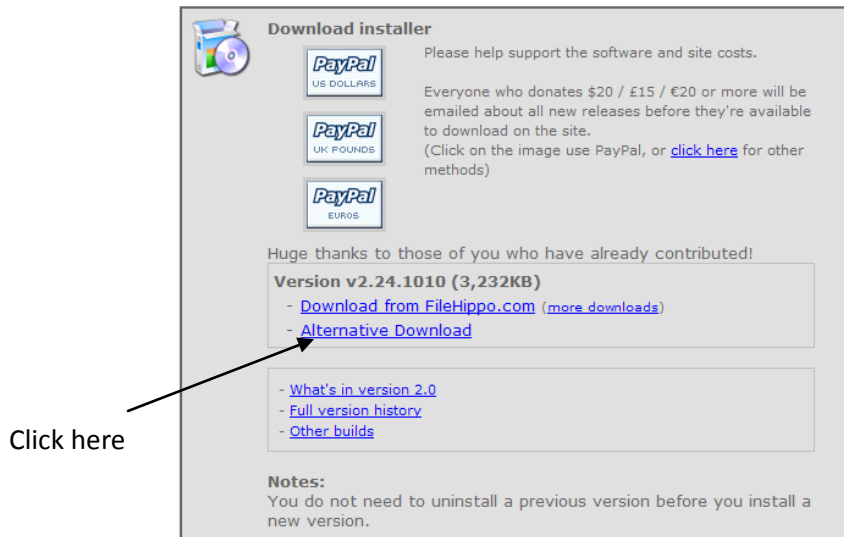 Download installer
PayPal
US DOLLARS
Please help support the software and site costs.
Everyone who donates $20 / £15 / €20 or more will be
emailed about all new releases before they're available
to download on the site.
(Click on the image use PayPal, or click here for other
methods)
PayPal
UK POUNDS
PayPal
EUROS
Huge thanks to those of you who have already contributed!
Version v2.24.1010 (3,232KB)
- Download from FileHippo.com (more downloads)
- Alternative Download
- What's in version 2.0
- Full version history
- Other builds
Click here
Notes:
You do not need to uninstall a previous version before you install a
new version.